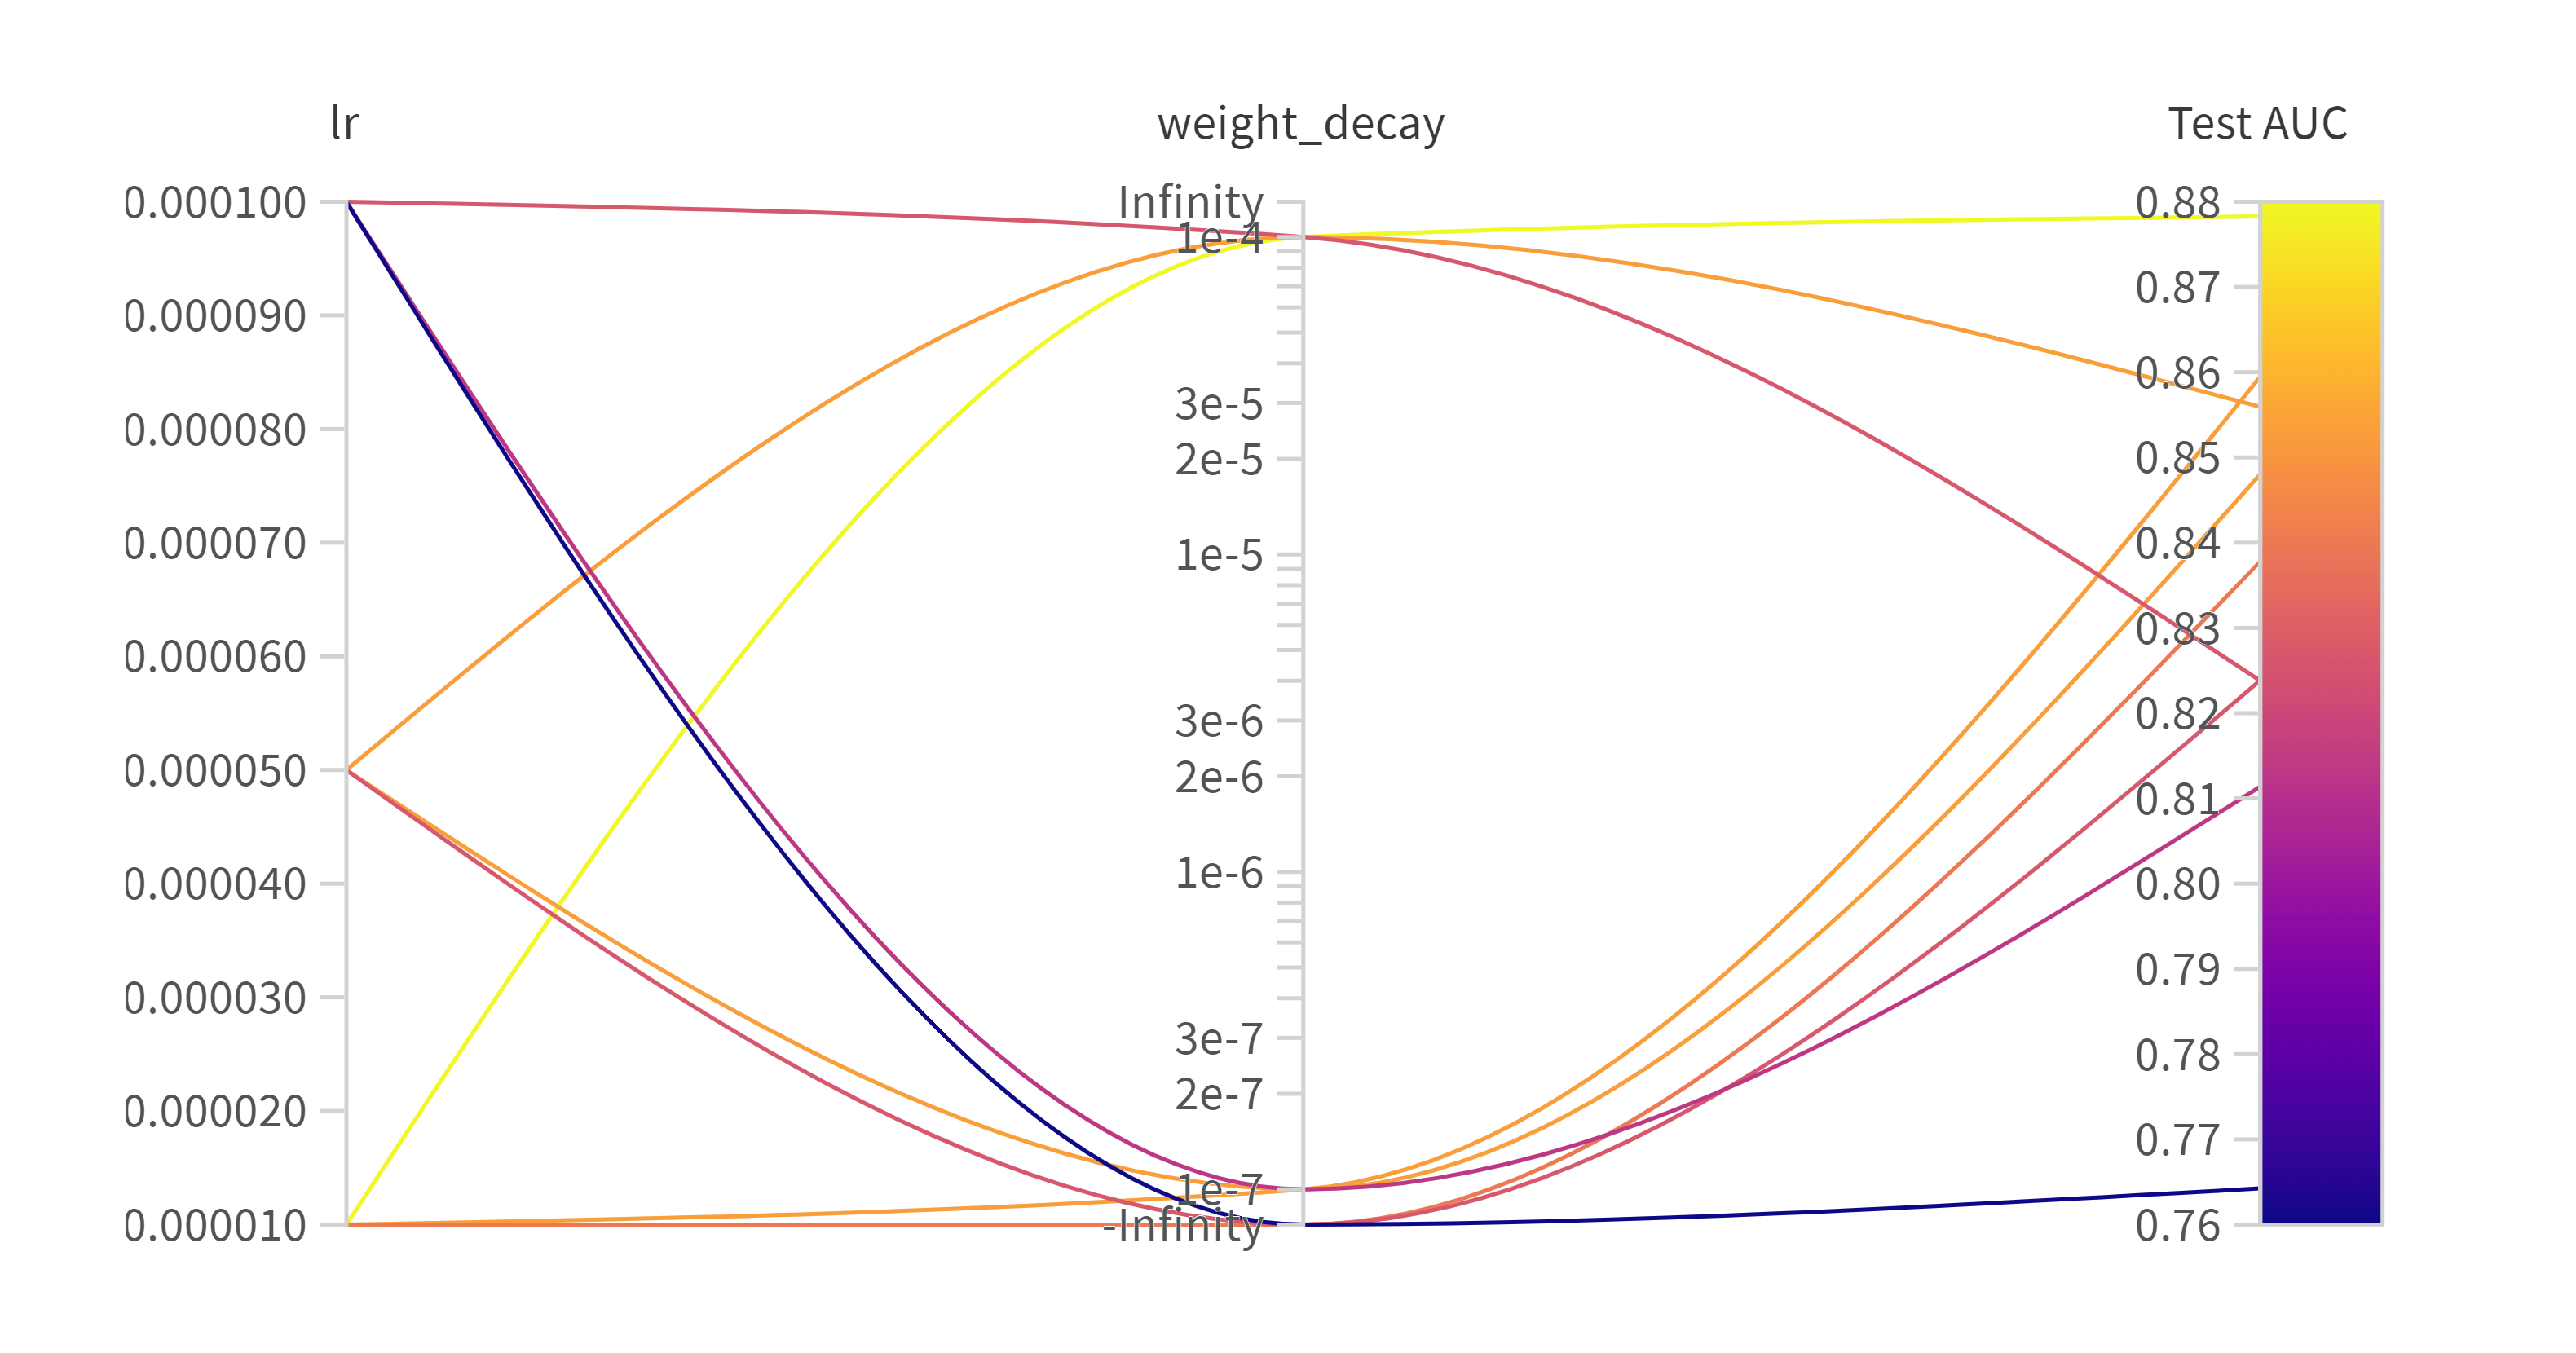 lr
weight_decay
Test AUC
0.000100
0.000090
0.000080
0.000070
0.000060
0.000050
0.000040
0.000030
0.000020
0.000010
Infinity
1e-4
3e-5
2e-5
1e-5
3e-6
2e-6
1e-6
3e-7
2e-7
1e-7
-Infinity
0.88
0.87
0.86
0.85
0.84
0.83
0.82
0.81
0.80
0.79
0.78
0.77
0.76